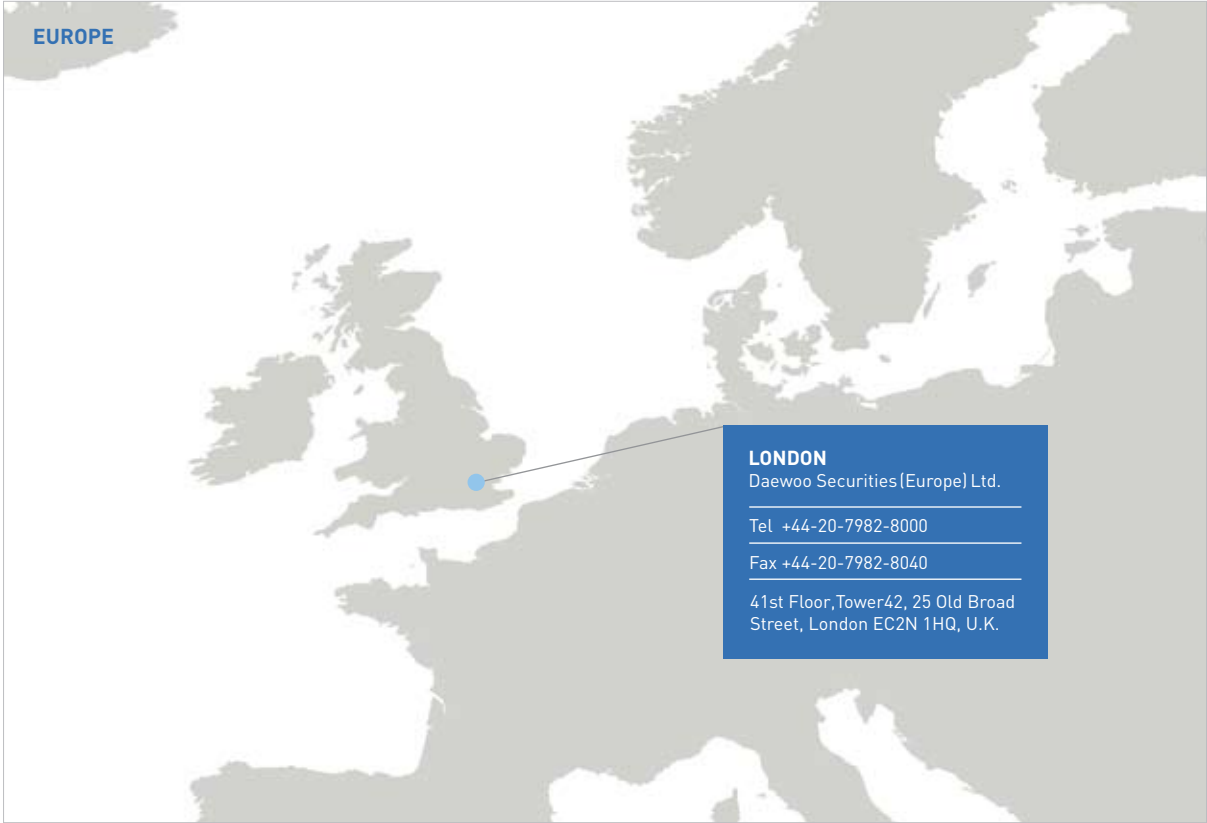 EUROPE
LONDON
Daewoo Securities(Europe) Ltd.
Tel +44-20-7982-8000
Fax +44-20-7982-8040
41st Floor,Tower42, 25 Old Broad
Street, London EC2N 1HQ, U.K.